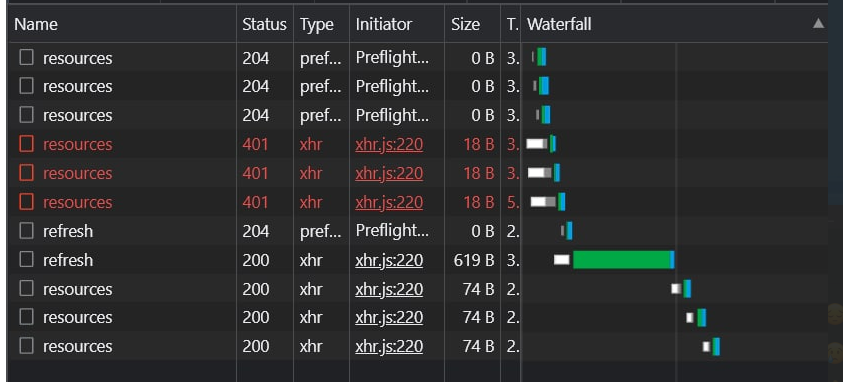 Name Status Type Initiator Size T. Waterfall
resources 204 pref... Preflight... 0 B 3.
resources 204 pref... Preflight... 0 B 3.
resources 204 pref... Preflight... 0 B 3.
resources 401 xhr xhr.js:220 18 B 3.
resources 401 xhr xhr.js:220 18 B 3.
resources 401 xhr xhr.js:220 18 B 5.
refresh 204 pref... Preflight... 0 B 2.
refresh 200 xhr xhr.js:220 619 B 3.
resources 200 xhr xhr.js:220 74 B 2.
resources 200 xhr xhr.js:220 74 B 2.
resources 200 xhr xhr.js:220 74 B 2.